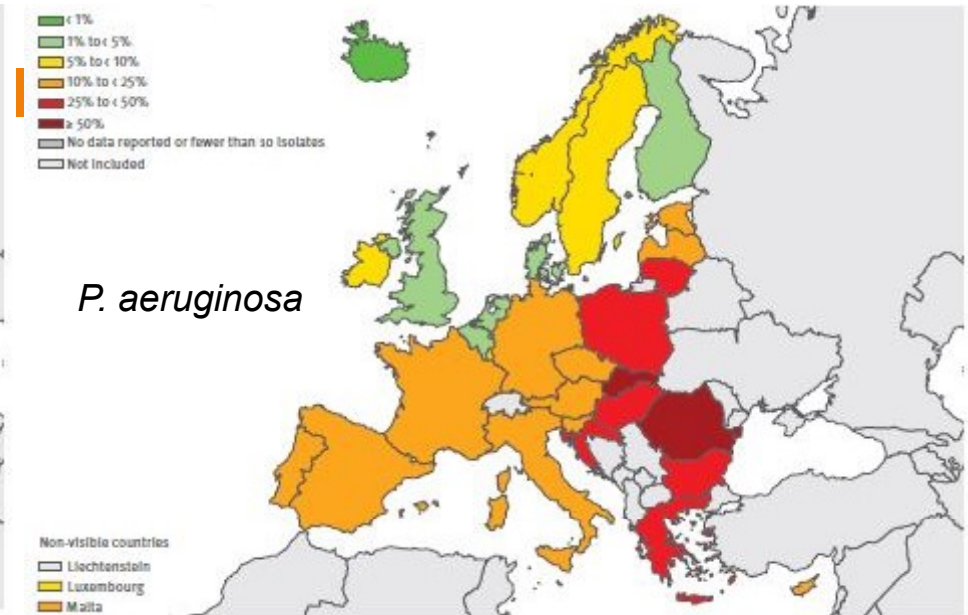 < 1%
1% to < 5%
5% to < 10%
10% to < 25%
25% to < 50%
≥ 50%
No data reported or fewer than 10 isolates
Not included
P. aeruginosa
Non-visible countries
Liechtenstein
Luxembourg
Malta